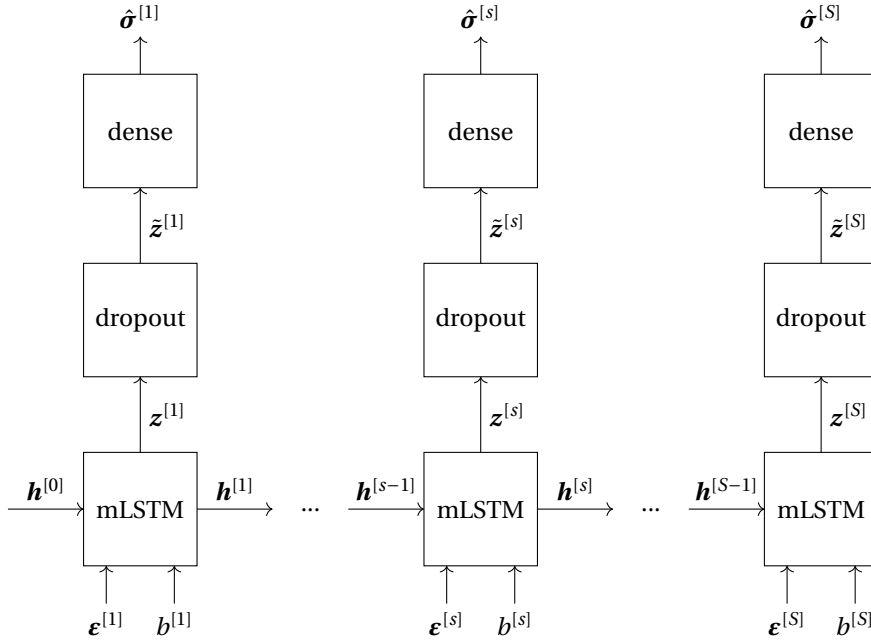 σ̂^[1] σ̂^[s] σ̂^[S]
dense dense dense
z̃^[1] z̃^[s] z̃^[S]
dropout dropout dropout
z^[1] z^[s] z^[S]
h^[0] h^[1] h^[s−1] h^[s] h^[S−1]
mLSTM ... mLSTM ... mLSTM
ε^[1] b^[1] ε^[s] b^[s] ε^[S] b^[S]